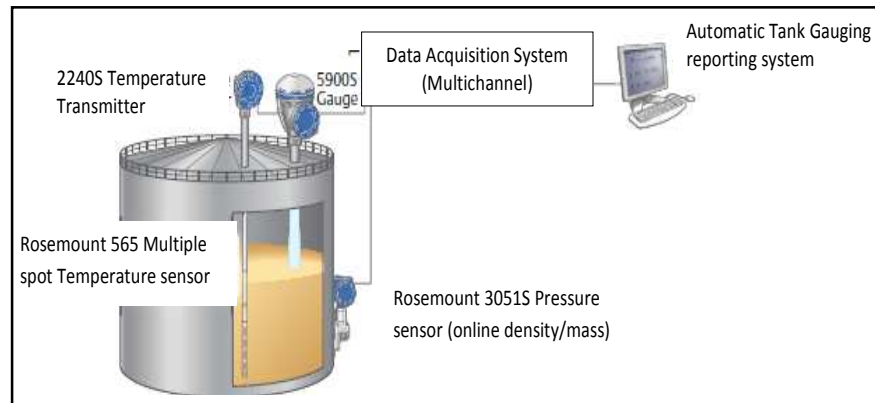 Automatic Tank Gauging
reporting system
Data Acquisition System
(Multichannel)
2240S Temperature
Transmitter
5900S
Gauge
Rosemount 565 Multiple
spot Temperature sensor
Rosemount 3051S Pressure
sensor (online density/mass)